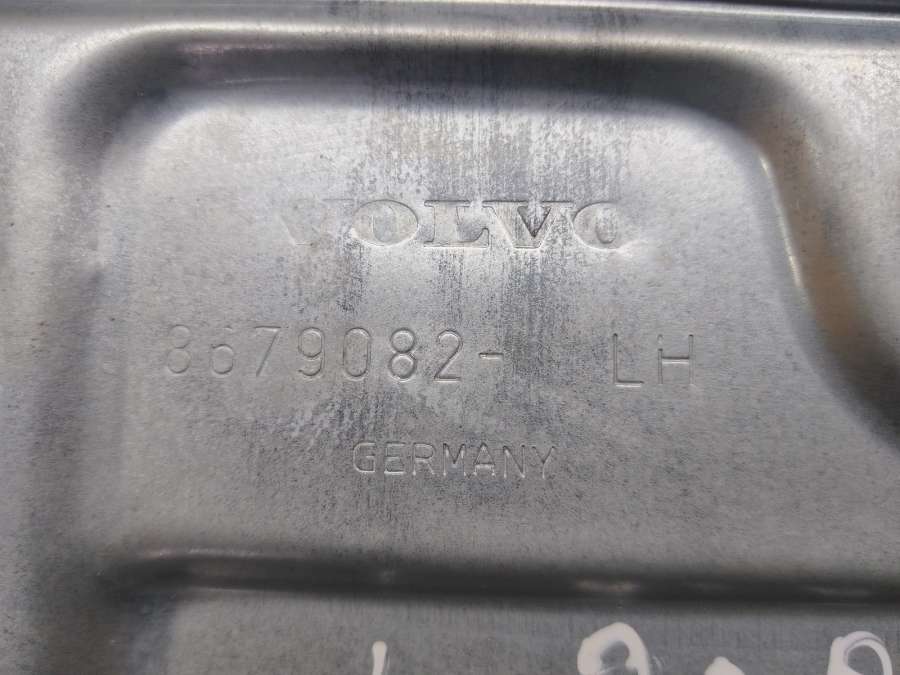 VOLVO
8679082- LH
GERMANY